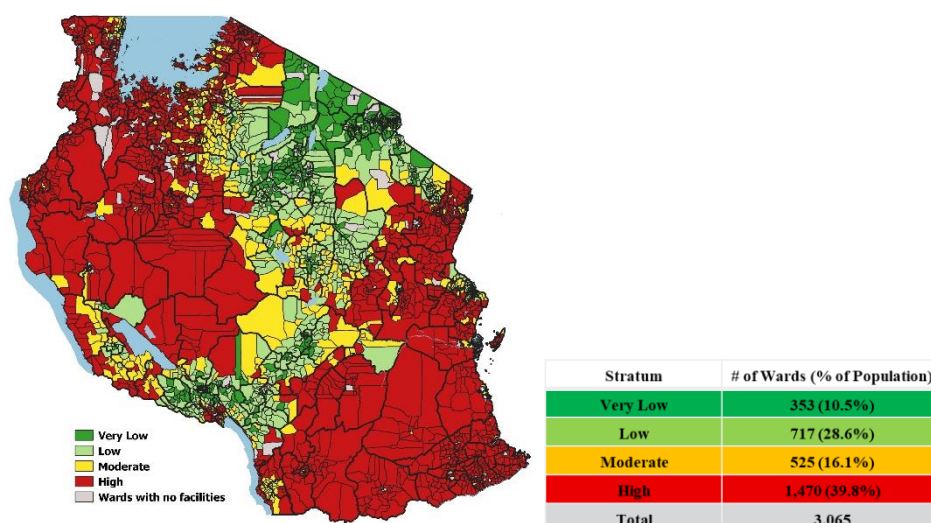 Very Low
Low
Moderate
High
Wards with no facilities
Stratum # of Wards (% of Population)
Very Low 353 (10.5%)
Low 717 (28.6%)
Moderate 525 (16.1%)
High 1,470 (39.8%)
Total 3,065